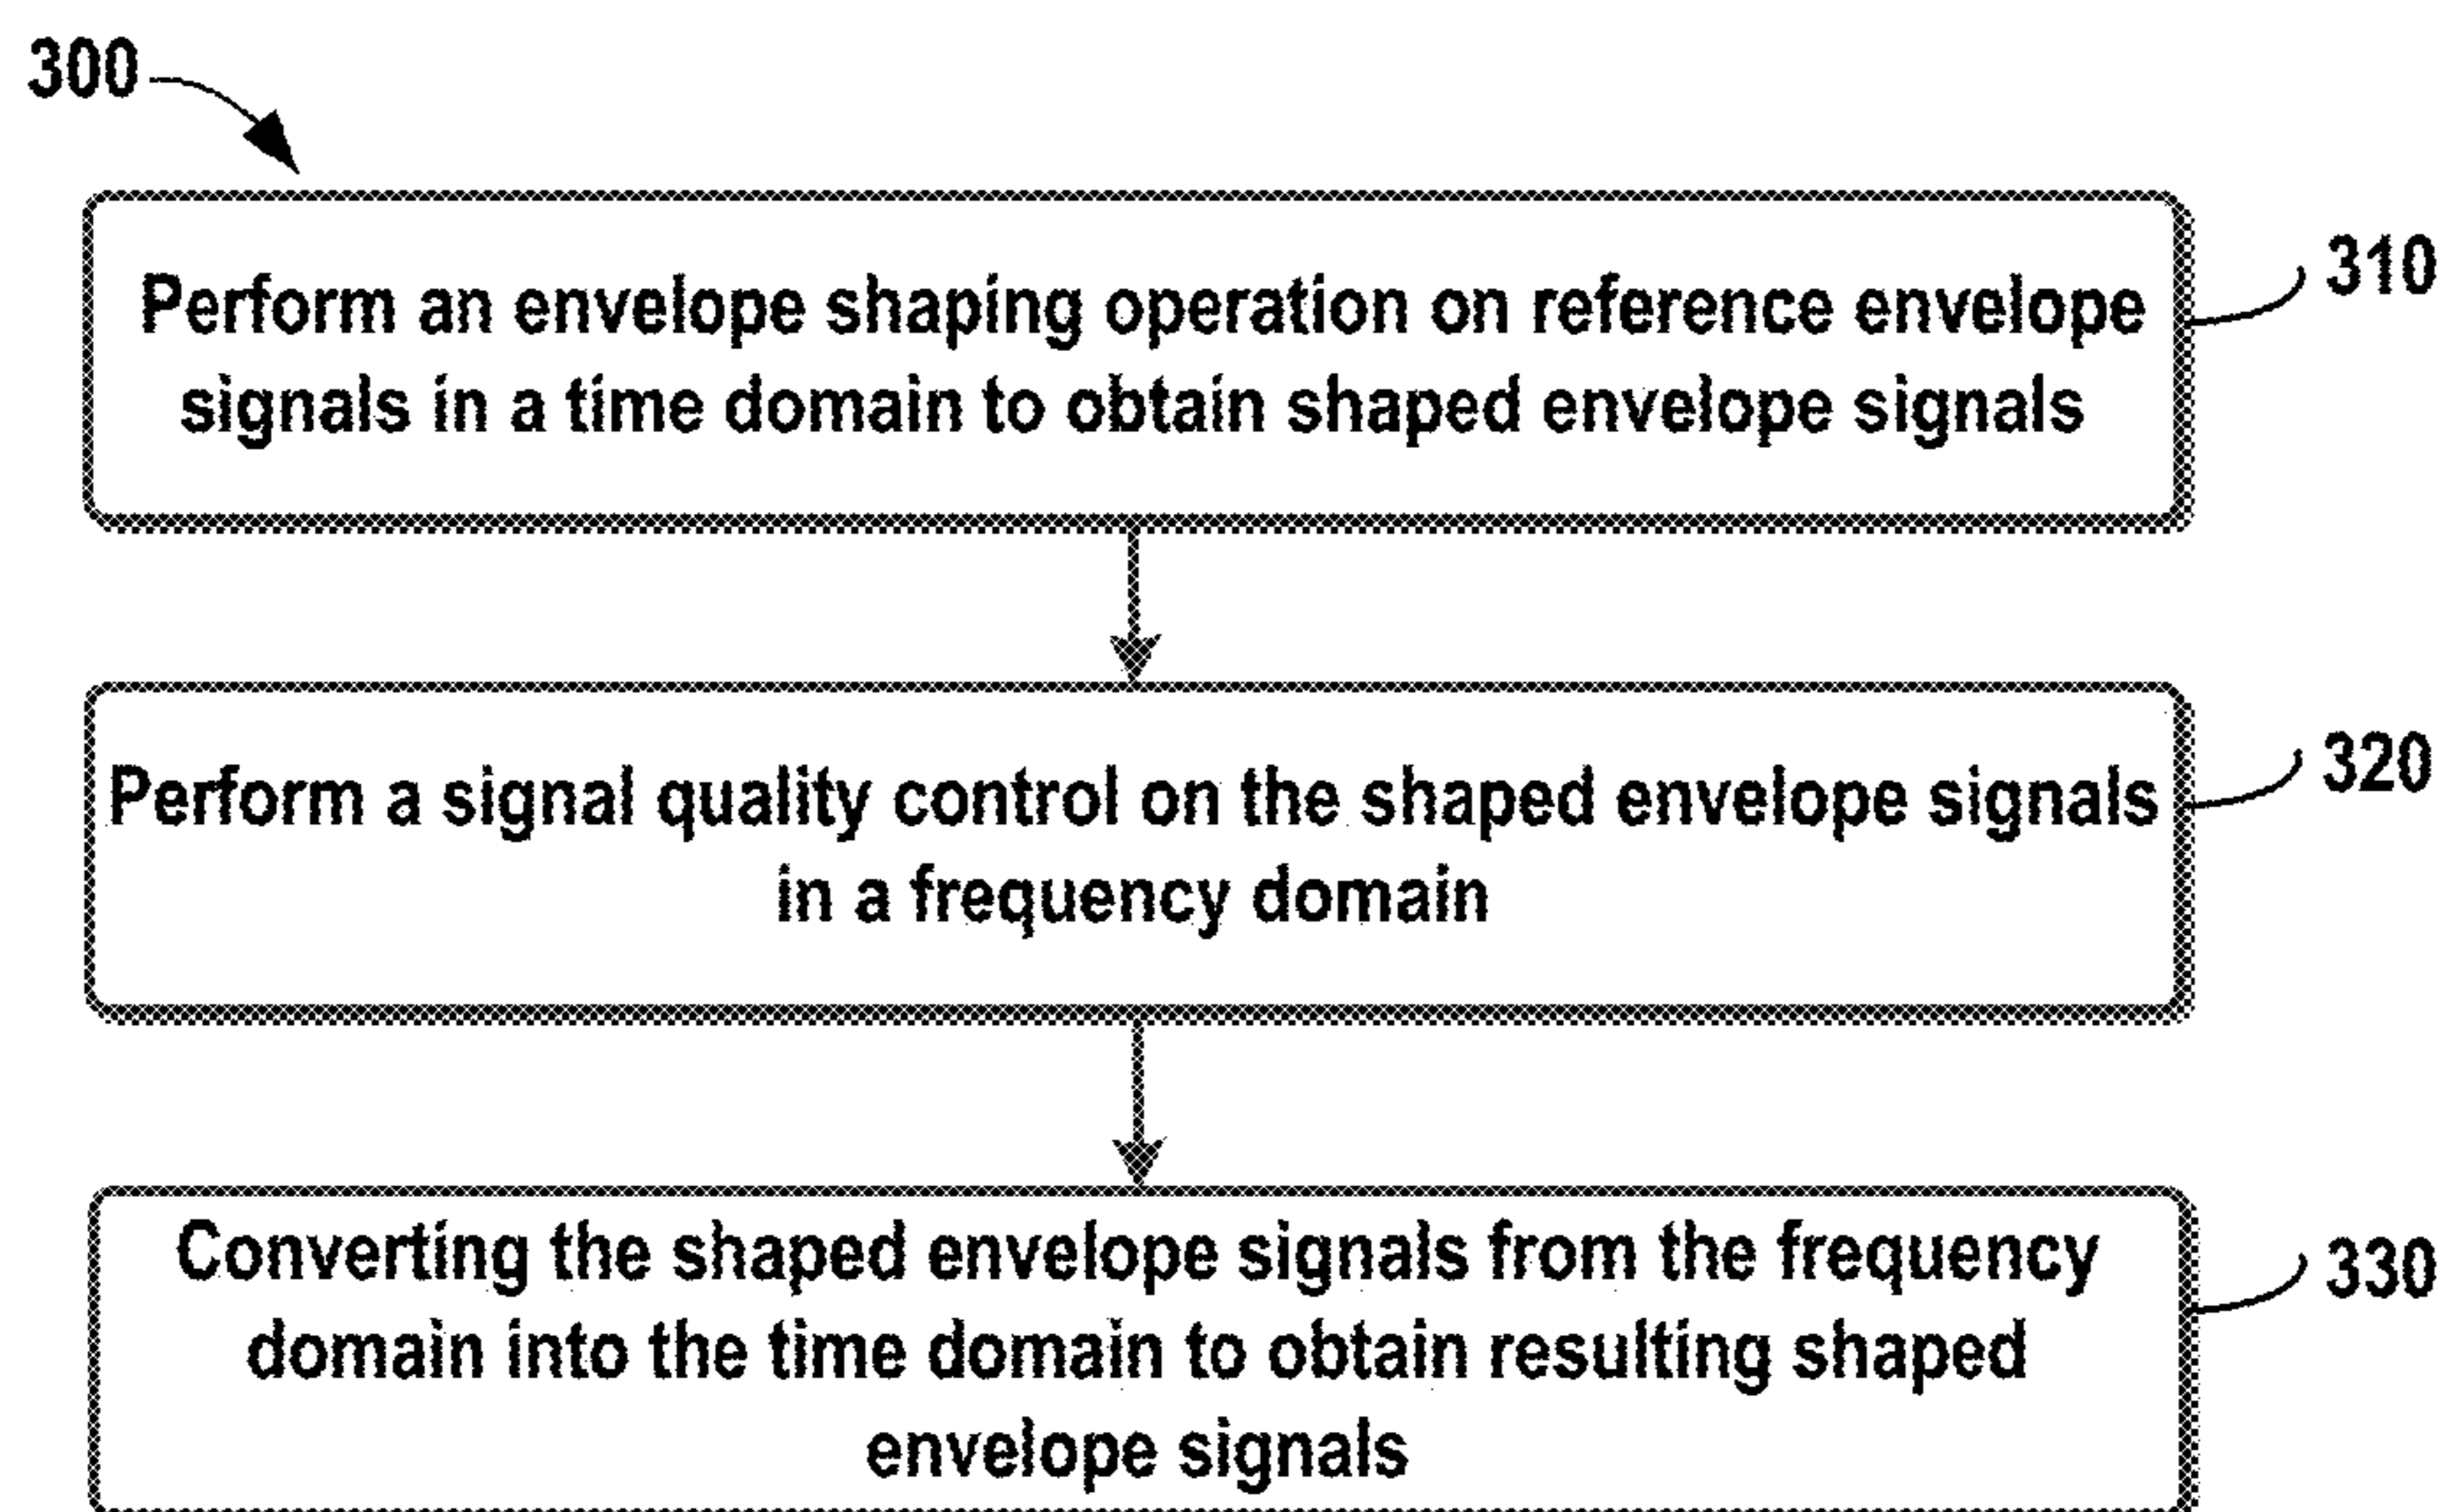 300
Perform an envelope shaping operation on reference envelope
signals in a time domain to obtain shaped envelope signals
310
Perform a signal quality control on the shaped envelope signals
in a frequency domain
320
Converting the shaped envelope signals from the frequency
domain into the time domain to obtain resulting shaped
envelope signals
330